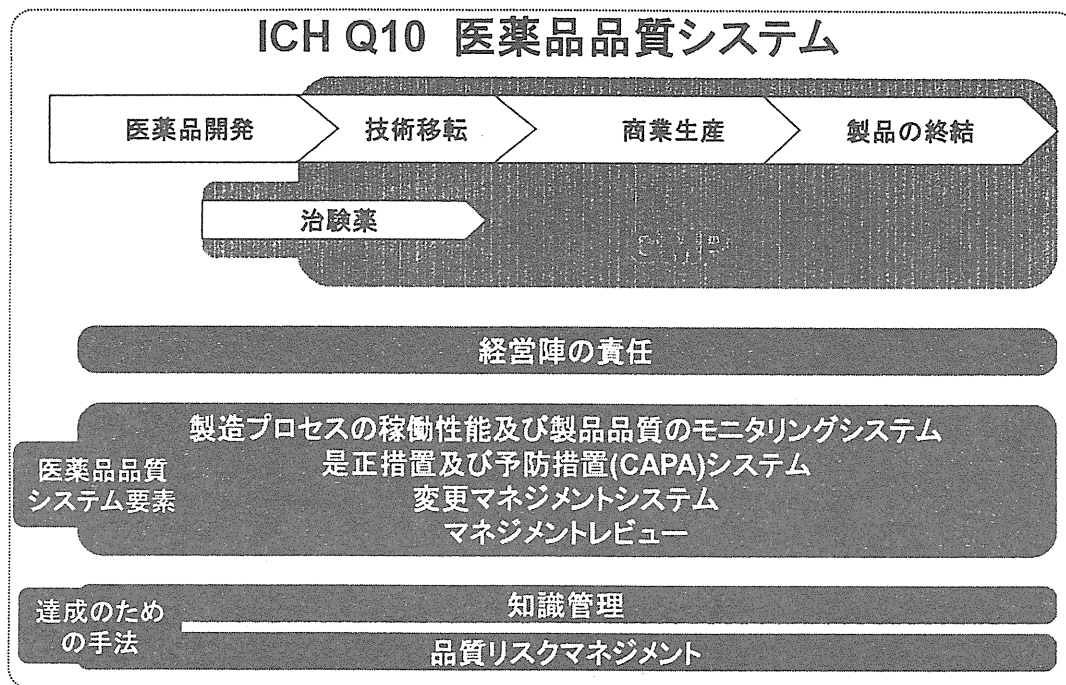 ICH Q10 医薬品品質システム
医薬品開発
技術移転
商業生産
製品の終結
治験薬
GMP
経営陣の責任
製造プロセスの稼働性能及び製品品質のモニタリングシステム
是正措置及び予防措置(CAPA)システム
変更マネジメントシステム
マネジメントレビュー
医薬品品質
システム要素
知識管理
達成のため
の手法
品質リスクマネジメント